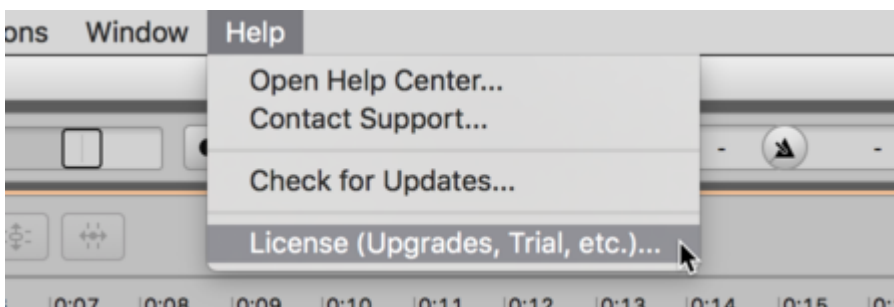 ons Window Help
Open Help Center...
Contact Support...
Check for Updates...
License (Upgrades, Trial, etc.)...
0:07 0:08 0:09 0:10 0:11 0:12 0:13 0:14 0:15 0: